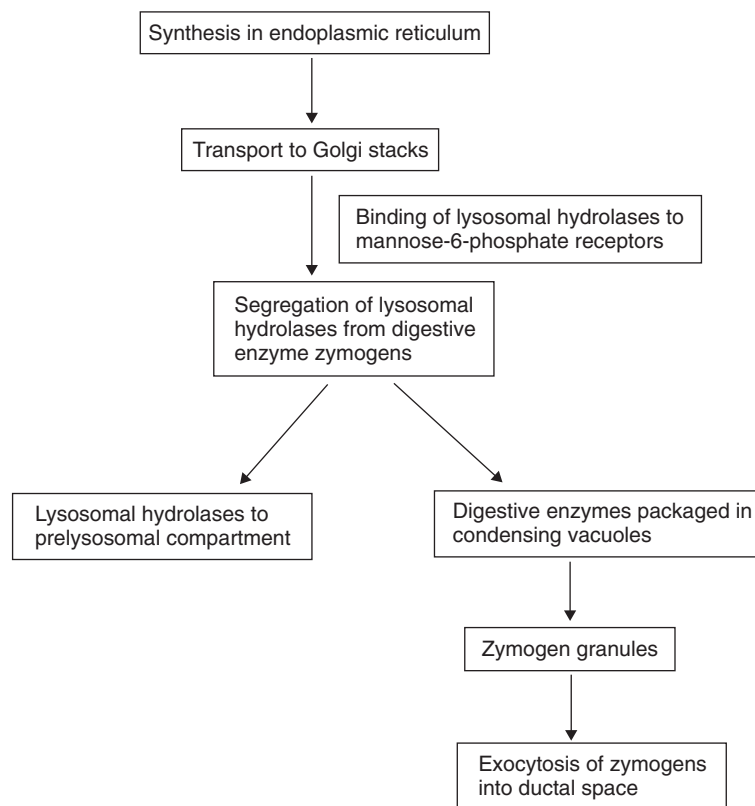 Synthesis in endoplasmic reticulum
Transport to Golgi stacks
Binding of lysosomal hydrolases to
mannose-6-phosphate receptors
Segregation of lysosomal
hydrolases from digestive
enzyme zymogens
Lysosomal hydrolases to
prelysosomal compartment
Digestive enzymes packaged in
condensing vacuoles
Zymogen granules
Exocytosis of zymogens
into ductal space